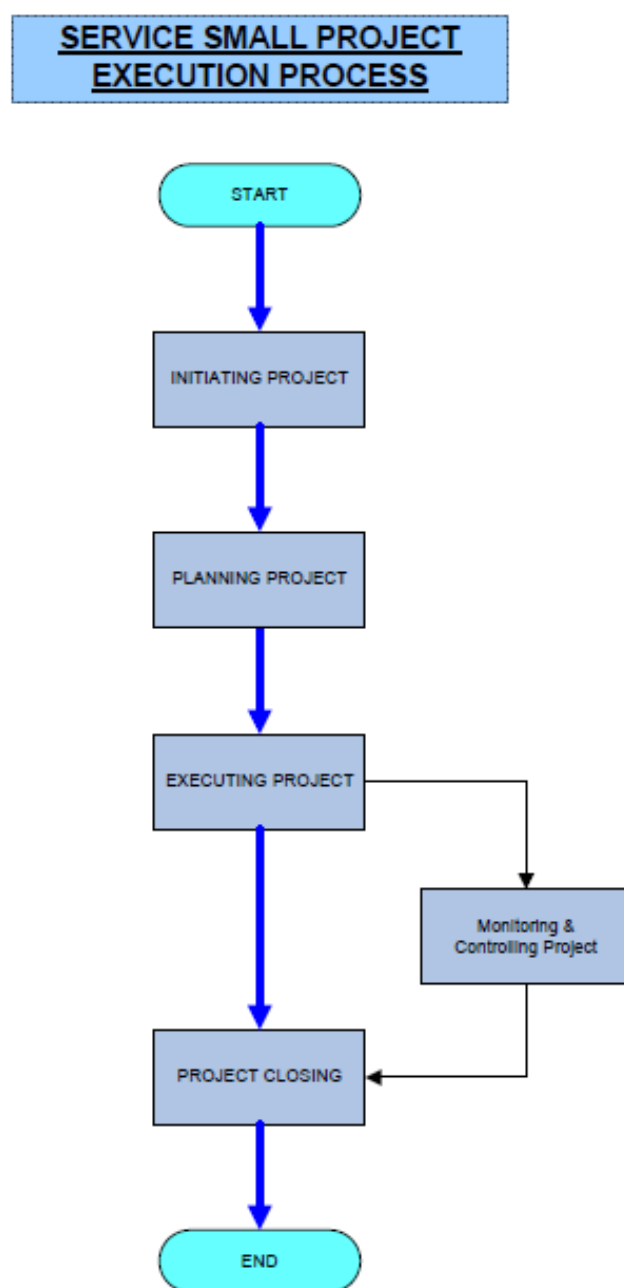 SERVICE SMALL PROJECT
EXECUTION PROCESS
START
INITIATING PROJECT
PLANNING PROJECT
EXECUTING PROJECT
Monitoring &
Controlling Project
PROJECT CLOSING
END